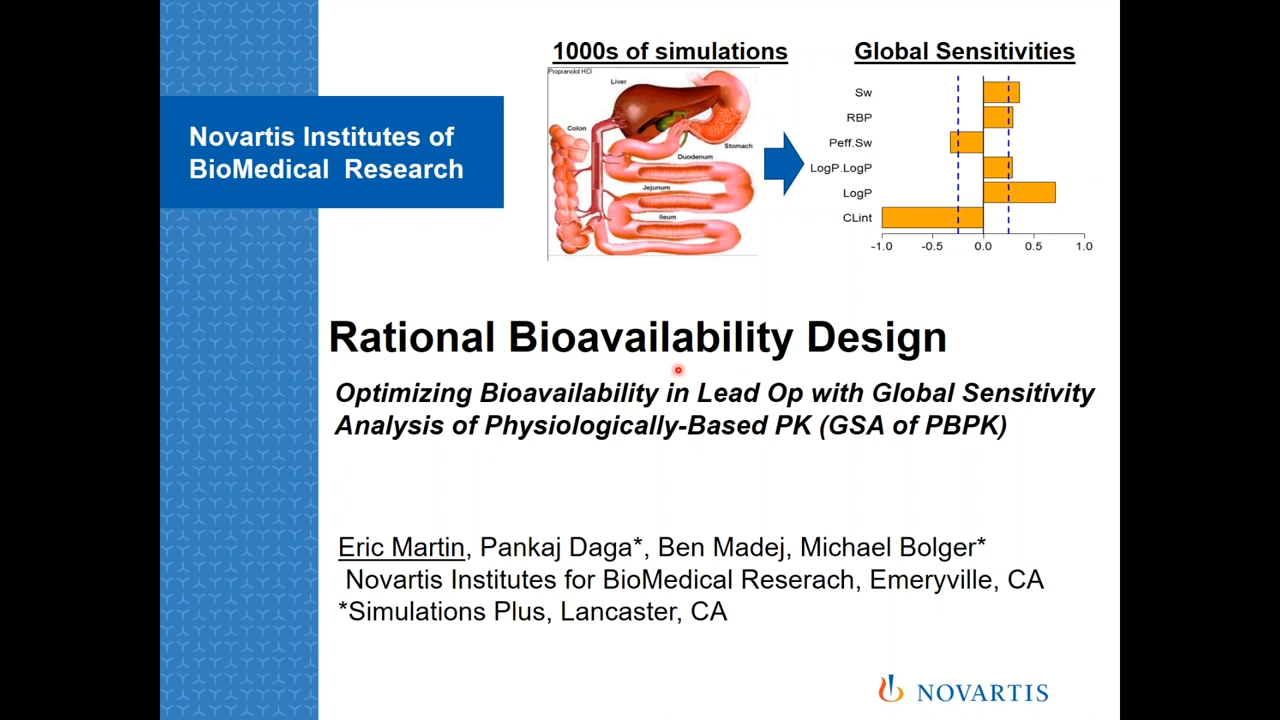 1000s of simulations
Global Sensitivities
Propranolol HCl
Liver
Colon
Stomach
Duodenum
Jejunum
Ileum
Sw
RBP
Peff.Sw
LogP.LogP
LogP
CLint
-1.0 -0.5 0.0 0.5 1.0
Novartis Institutes of
BioMedical Research
Rational Bioavailability Design
Optimizing Bioavailability in Lead Op with Global Sensitivity
Analysis of Physiologically-Based PK (GSA of PBPK)
Eric Martin, Pankaj Daga*, Ben Madej, Michael Bolger*
Novartis Institutes for BioMedical Reserach, Emeryville, CA
*Simulations Plus, Lancaster, CA
NOVARTIS